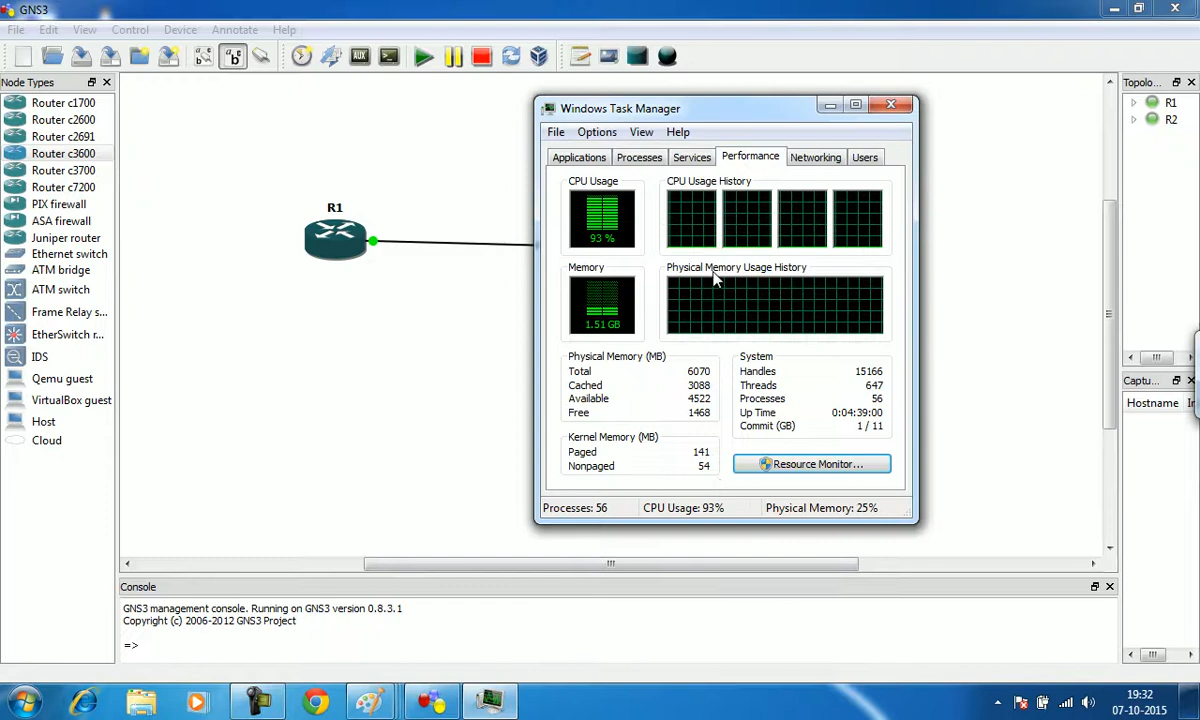 GNS3
File Edit View Control Device Annotate Help
Node Types
Router c1700
Router c2600
Router c2691
Router c3600
Router c3700
Router c7200
PIX firewall
ASA firewall
Juniper router
Ethernet switch
ATM bridge
ATM switch
Frame Relay s...
EtherSwitch r...
IDS
Qemu guest
VirtualBox guest
Host
Cloud
R1
Windows Task Manager
File Options View Help
Applications Processes Services Performance Networking Users
CPU Usage CPU Usage History
93 %
Memory Physical Memory Usage History
1.51 GB
Physical Memory (MB)
Total 6070
Cached 3088
Available 4522
Free 1468
Kernel Memory (MB)
Paged 141
Nonpaged 54
System
Handles 15166
Threads 647
Processes 56
Up Time 0:04:39:00
Commit (GB) 1 / 11
Resource Monitor...
Processes: 56 CPU Usage: 93% Physical Memory: 25%
Topolo...
R1
R2
Captu...
Hostname
Console
GNS3 management console. Running on GNS3 version 0.8.3.1
Copyright (c) 2006-2012 GNS3 Project
=>
19:32
07-10-2015